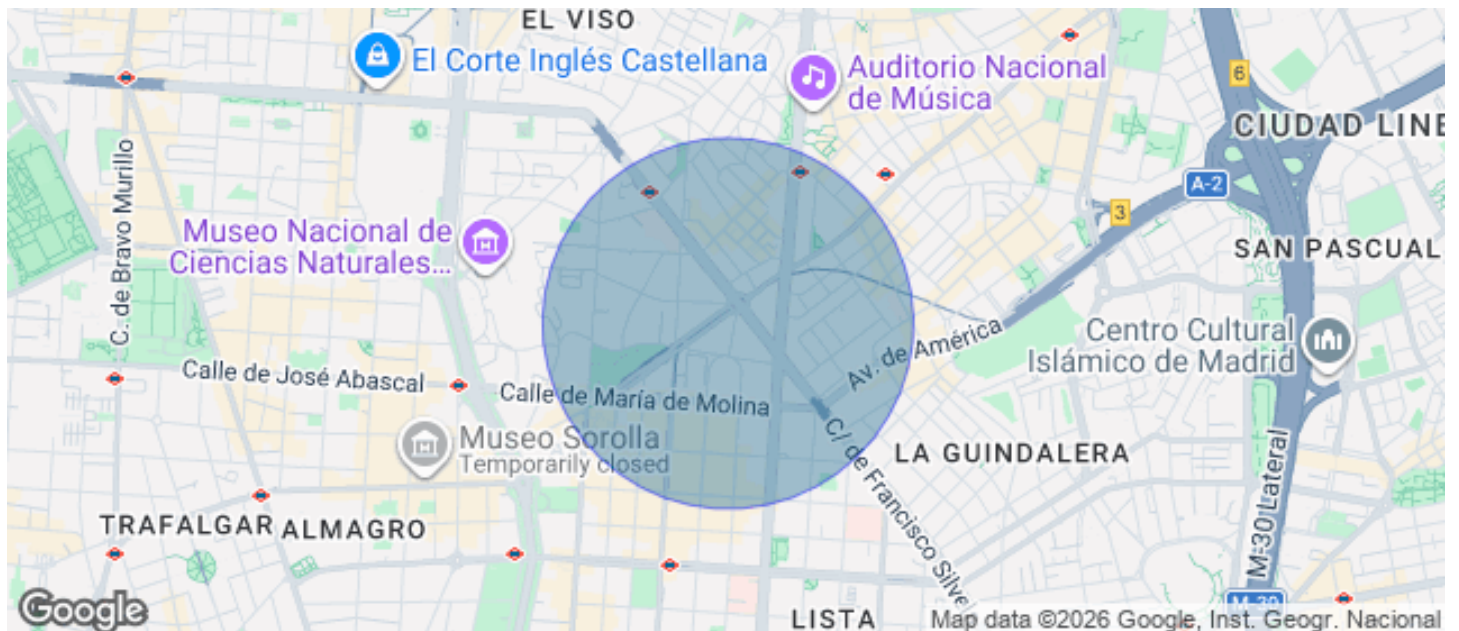 EL VISO
El Corte Inglés Castellana
Auditorio Nacional
de Música
6
CIUDAD LINE
C. de Bravo Murillo
A-2
3
Museo Nacional de
Ciencias Naturales...
SAN PASCUAL
Av. de América
Centro Cultural
Islámico de Madrid
Calle de José Abascal
Calle de María de Molina
Museo Sorolla
Temporarily closed
C/ de Francisco Silve
LA GUINDALERA
M-30 Lateral
TRAFALGAR
ALMAGRO
M-30
Google
LISTA
Map data ©2026 Google, Inst. Geogr. Nacional